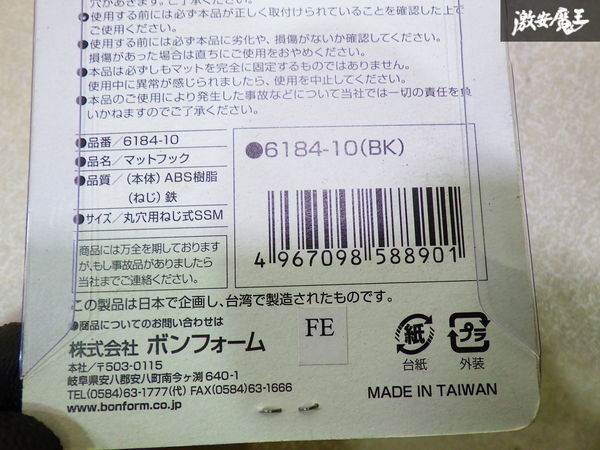 穴があきます。ご了承ください。
●使用する前には必ず本品が正しく取付けられていることを確認した上で
ご使用ください。
●使用する前には必ず本品に劣化や、損傷がないか確認してください。
損傷があった場合は直ちにご使用をおやめください。
●本品は必ずしもマットを完全に固定するものではありません。
使用中に異常が感じられましたら、使用を中止してください。
●本品のご使用により発生した事故などについて当社では一切の責任を負
いかねますのでご了承ください。
●品番／6184-10
●品名／マットフック
●品質／（本体）ABS樹脂
（ねじ）鉄
●サイズ／丸穴用ねじ式SSM
商品には万全を期しております
が、もし事故品がありましたら
当社までご連絡ください。
●6184-10(BK)
4 967098 588901
この製品は日本で企画し、台湾で製造されたものです。
●商品についてのお問い合わせは
株式会社 ボンフォーム
本社／〒503-0115
岐阜県安八郡安八町南今ヶ渕 640-1
TEL(0584)63-1777(代) FAX(0584)63-1666
www.bonform.co.jp
FE
紙
台紙
プラ
外装
MADE IN TAIWAN
激安魔王